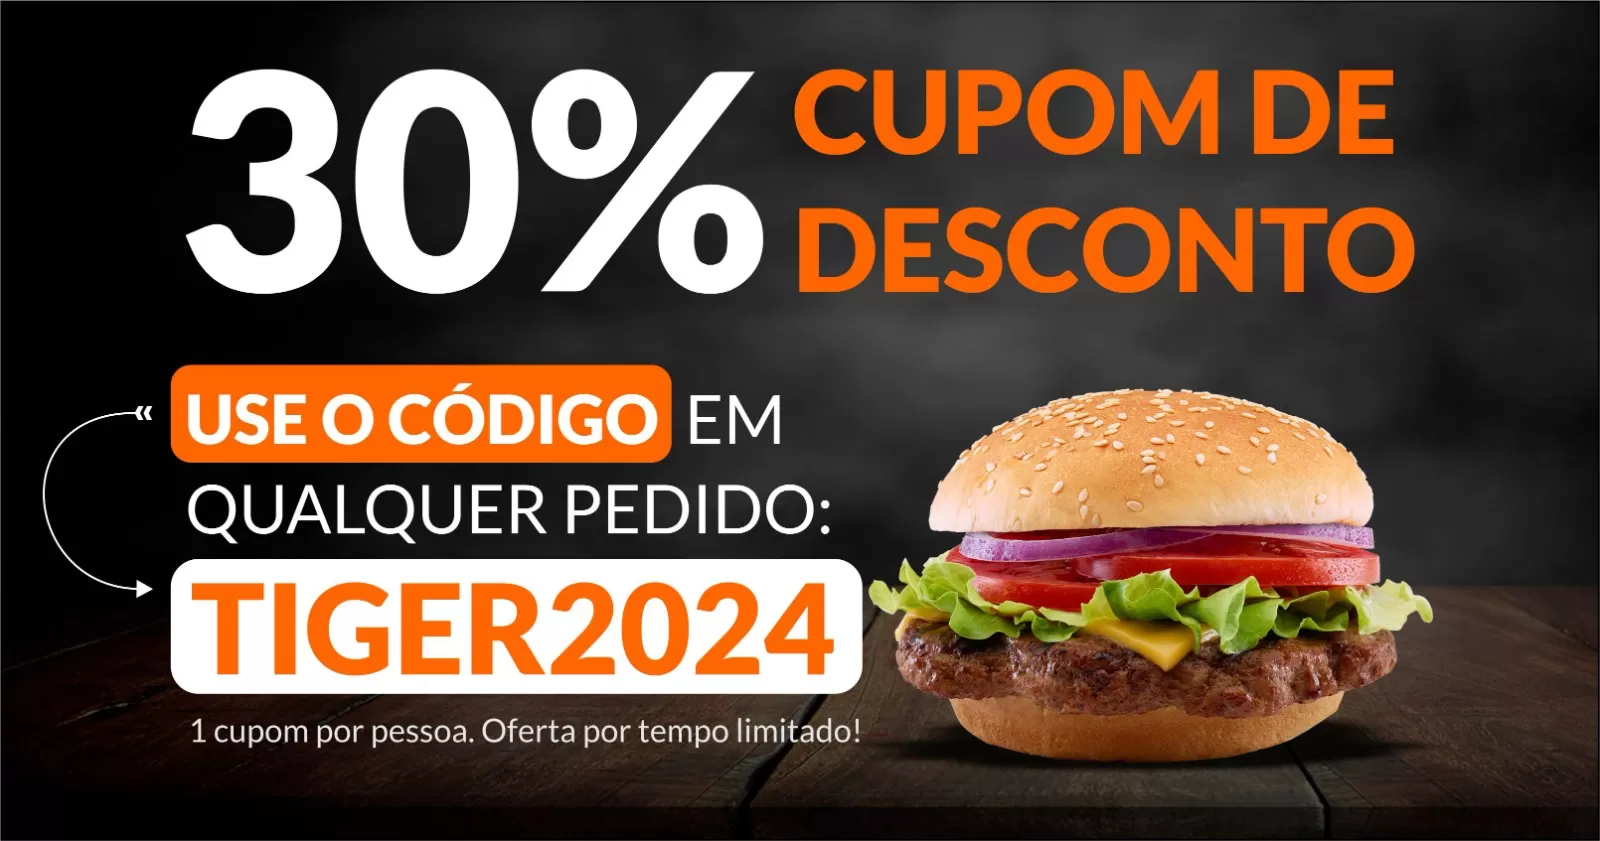 30% CUPOM DE
DESCONTO
USE O CÓDIGO EM
QUALQUER PEDIDO:
TIGER2024
1 cupom por pessoa. Oferta por tempo limitado!